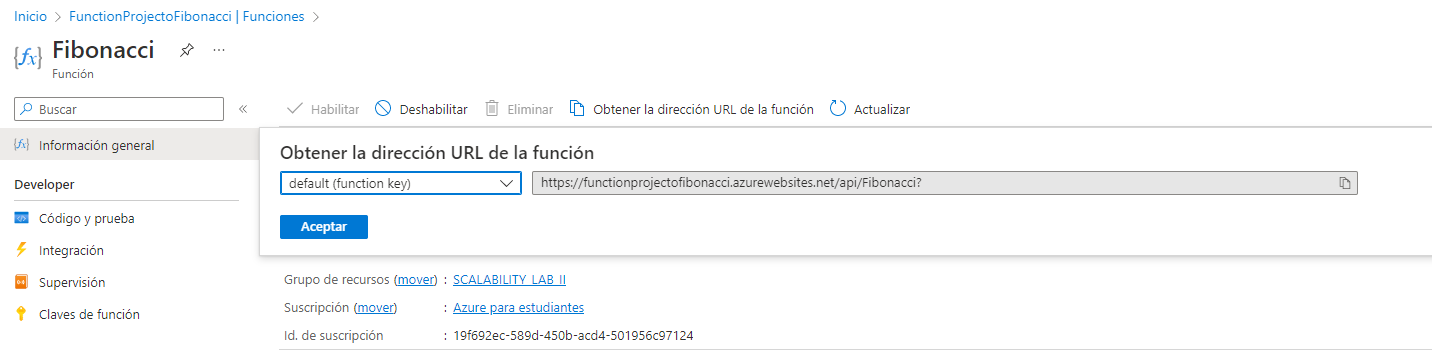 Inicio > FunctionProjectoFibonacci | Funciones >
{fx} Fibonacci ...
Función
Buscar «
Habilitar Deshabilitar Eliminar Obtener la dirección URL de la función Actualizar
Información general
Obtener la dirección URL de la función
default (function key) https://functionprojectofibonacci.azurewebsites.net/api/Fibonacci?
Aceptar
Developer
Código y prueba
Integración
Supervisión
Claves de función
Grupo de recursos (mover) : SCALABILITY_LAB_II
Suscripción (mover) : Azure para estudiantes
Id. de suscripción : 19f692ec-589d-450b-acd4-501956c97124